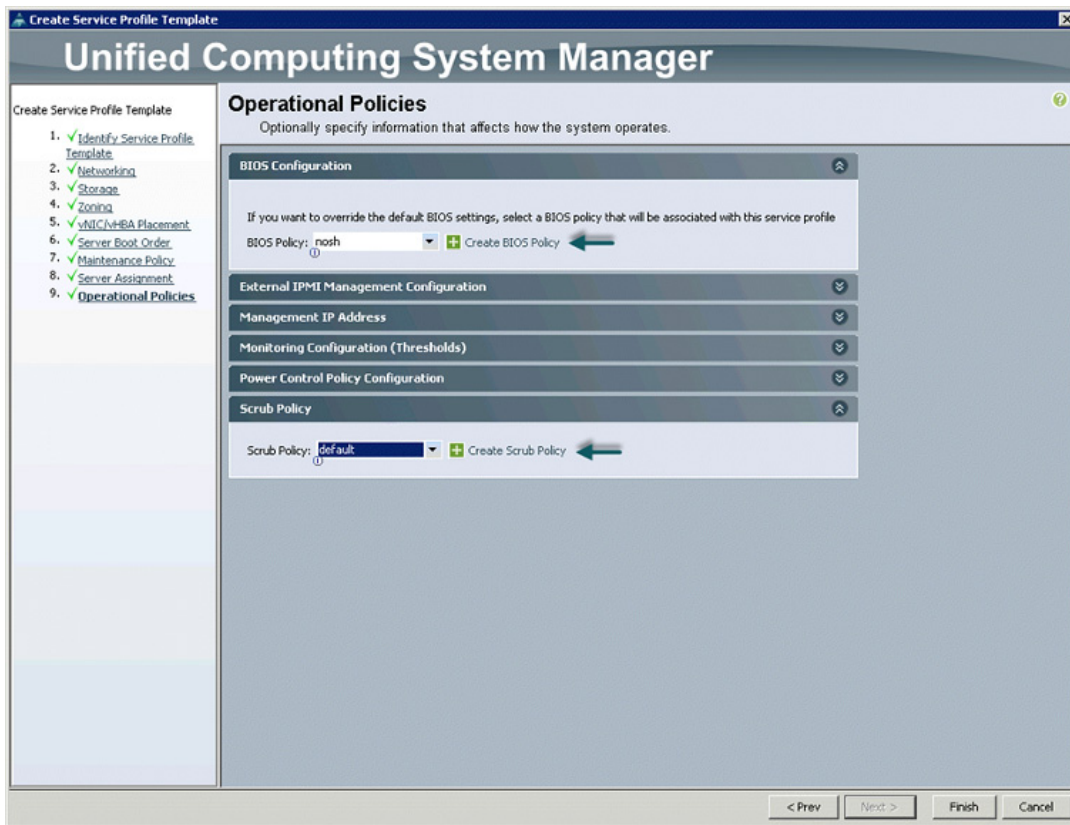 Create Service Profile Template
Unified Computing System Manager
Create Service Profile Template
1. √Identify Service Profile
Template
2. √Networking
3. √Storage
4. √Zoning
5. √vNIC/vHBA Placement
6. √Server Boot Order
7. √Maintenance Policy
8. √Server Assignment
9. √Operational Policies
Operational Policies
Optionally specify information that affects how the system operates.
BIOS Configuration
If you want to override the default BIOS settings, select a BIOS policy that will be associated with this service profile
BIOS Policy: nosh Create BIOS Policy
External IPMI Management Configuration
Management IP Address
Monitoring Configuration (Thresholds)
Power Control Policy Configuration
Scrub Policy
Scrub Policy: default Create Scrub Policy
< Prev Next > Finish Cancel